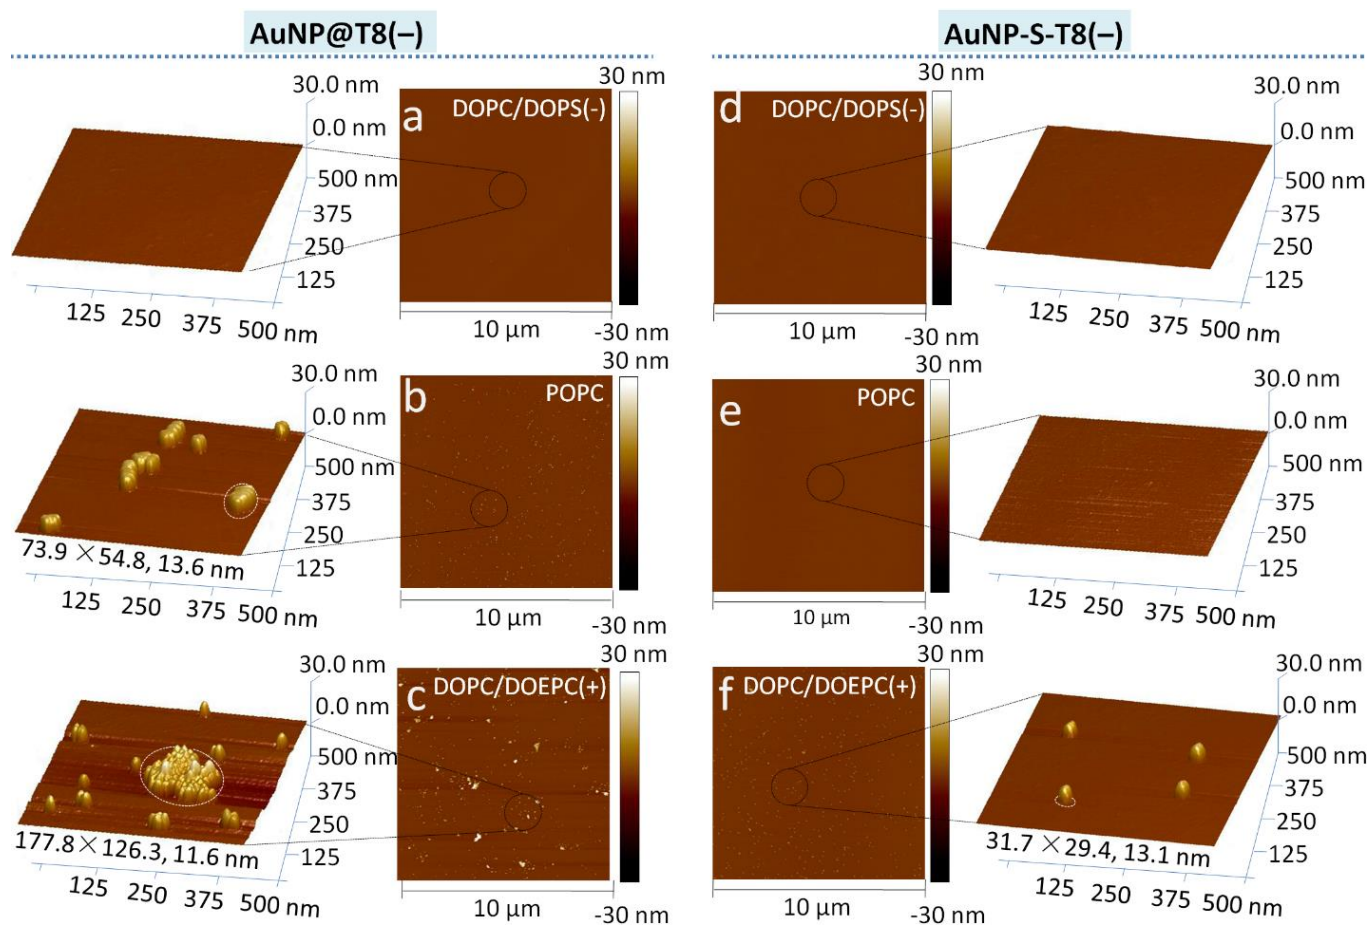 AuNP@T8(–)
AuNP-S-T8(–)
30.0 nm
0.0 nm
500 nm
375
250
125
125 250 375 500 nm
30 nm
a DOPC/DOPS(-)
10 µm
-30 nm
30 nm
d DOPC/DOPS(-)
10 µm
-30 nm
30.0 nm
0.0 nm
500 nm
375
250
125
125 250 375 500 nm
30.0 nm
0.0 nm
500 nm
375
250
125
73.9 ×54.8, 13.6 nm
125 250 375 500 nm
30 nm
b POPC
10 µm
-30 nm
30 nm
e POPC
10 µm
-30 nm
30.0 nm
0.0 nm
500 nm
375
250
125
125 250 375 500 nm
30.0 nm
0.0 nm
500 nm
375
250
125
177.8×126.3, 11.6 nm
125 250 375 500 nm
30 nm
c DOPC/DOEPC(+)
10 µm
-30 nm
30 nm
f DOPC/DOEPC(+)
10 µm
-30 nm
30.0 nm
0.0 nm
500 nm
375
250
125
31.7 ×29.4, 13.1 nm
125 250 375 500 nm